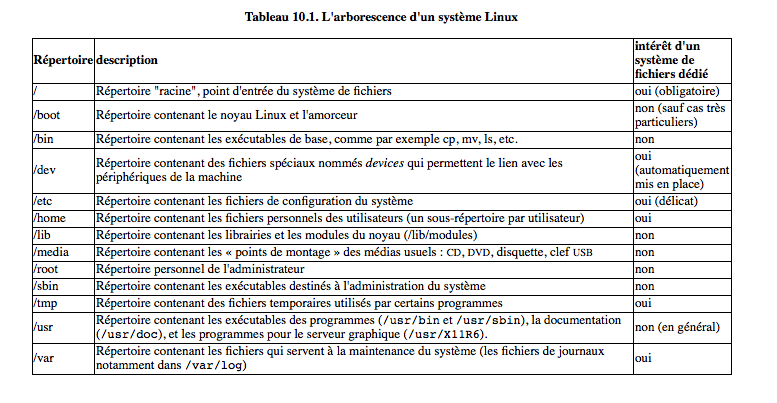 Tableau 10.1. L'arborescence d'un système Linux
Répertoire description intérêt d'un système de fichiers dédié
/ Répertoire "racine", point d'entrée du système de fichiers oui (obligatoire)
/boot Répertoire contenant le noyau Linux et l'amorceur non (sauf cas très particuliers)
/bin Répertoire contenant les exécutables de base, comme par exemple cp, mv, ls, etc. non
/dev Répertoire contenant des fichiers spéciaux nommés devices qui permettent le lien avec les périphériques de la machine oui (automatiquement mis en place)
/etc Répertoire contenant les fichiers de configuration du système oui (délicat)
/home Répertoire contenant les fichiers personnels des utilisateurs (un sous-répertoire par utilisateur) oui
/lib Répertoire contenant les librairies et les modules du noyau (/lib/modules) non
/media Répertoire contenant les « points de montage » des médias usuels : CD, DVD, disquette, clef USB non
/root Répertoire personnel de l'administrateur non
/sbin Répertoire contenant les exécutables destinés à l'administration du système non
/tmp Répertoire contenant des fichiers temporaires utilisés par certains programmes oui
/usr Répertoire contenant les exécutables des programmes (/usr/bin et /usr/sbin), la documentation (/usr/doc), et les programmes pour le serveur graphique (/usr/X11R6). non (en général)
/var Répertoire contenant les fichiers qui servent à la maintenance du système (les fichiers de journaux notamment dans /var/log) oui